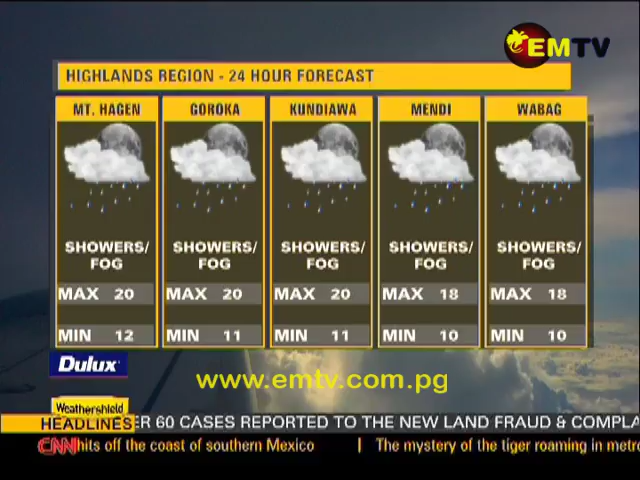 EMTV
HIGHLANDS REGION - 24 HOUR FORECAST
MT. HAGEN GOROKA KUNDIAWA MENDI WABAG
SHOWERS/ SHOWERS/ SHOWERS/ SHOWERS/ SHOWERS/
FOG FOG FOG FOG FOG
MAX 20 MAX 20 MAX 20 MAX 18 MAX 18
MIN 12 MIN 11 MIN 11 MIN 10 MIN 10
Dulux
www.emtv.com.pg
Weathershield
HEADLINES ER 60 CASES REPORTED TO THE NEW LAND FRAUD & COMPLA
CNN hits off the coast of southern Mexico | The mystery of the tiger roaming in metr